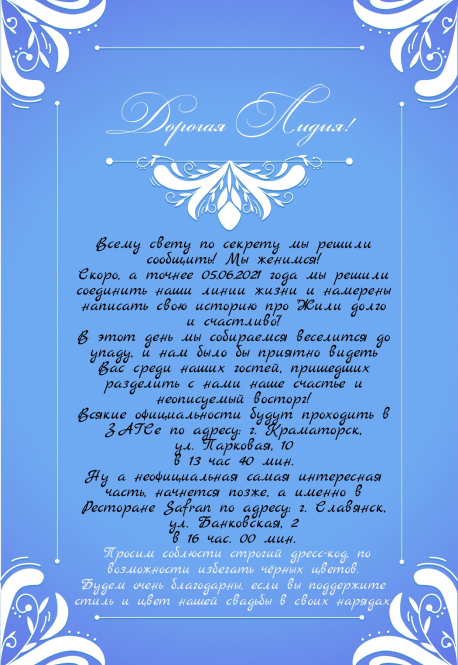 Дорогая Лидия!
Всему свету по секрету мы решили
сообщить! Мы женимся!
Скоро, а точнее 05.06.2021 года мы решили
соединить наши линии жизни и намерены
написать свою историю про Жили долго
и счастливо!
В этот день мы собираемся веселится до
упаду, и нам было бы приятно видеть
Вас среди наших гостей, пришедших
разделить с нами наше счастье и
неописуемый восторг!
Всякие официальности будут проходить в
ЗАГСе по адресу: г. Краматорск,
ул. Парковая, 10
в 13 час 40 мин.
Ну а неофициальная самая интересная
часть, начнется позже, а именно в
Ресторане Safran по адресу: г. Славянск,
ул. Банковская, 2
в 16 час. 00 мин.
Просим соблюсти строгий дресс-код, по
возможности избегать чёрных цветов.
Будем очень благодарны, если вы поддержите
стиль и цвет нашей свадьбы в своих нарядах.